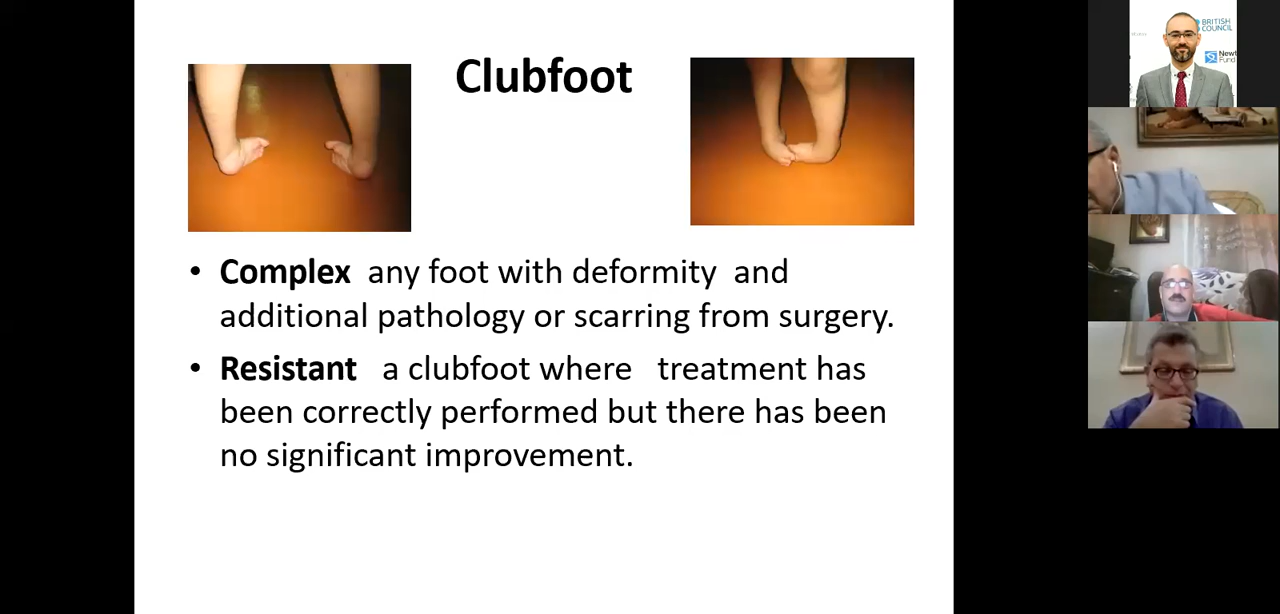 Clubfoot
• Complex any foot with deformity and
additional pathology or scarring from surgery.
• Resistant a clubfoot where treatment has
been correctly performed but there has been
no significant improvement.
BRITISH
COUNCIL
Fund